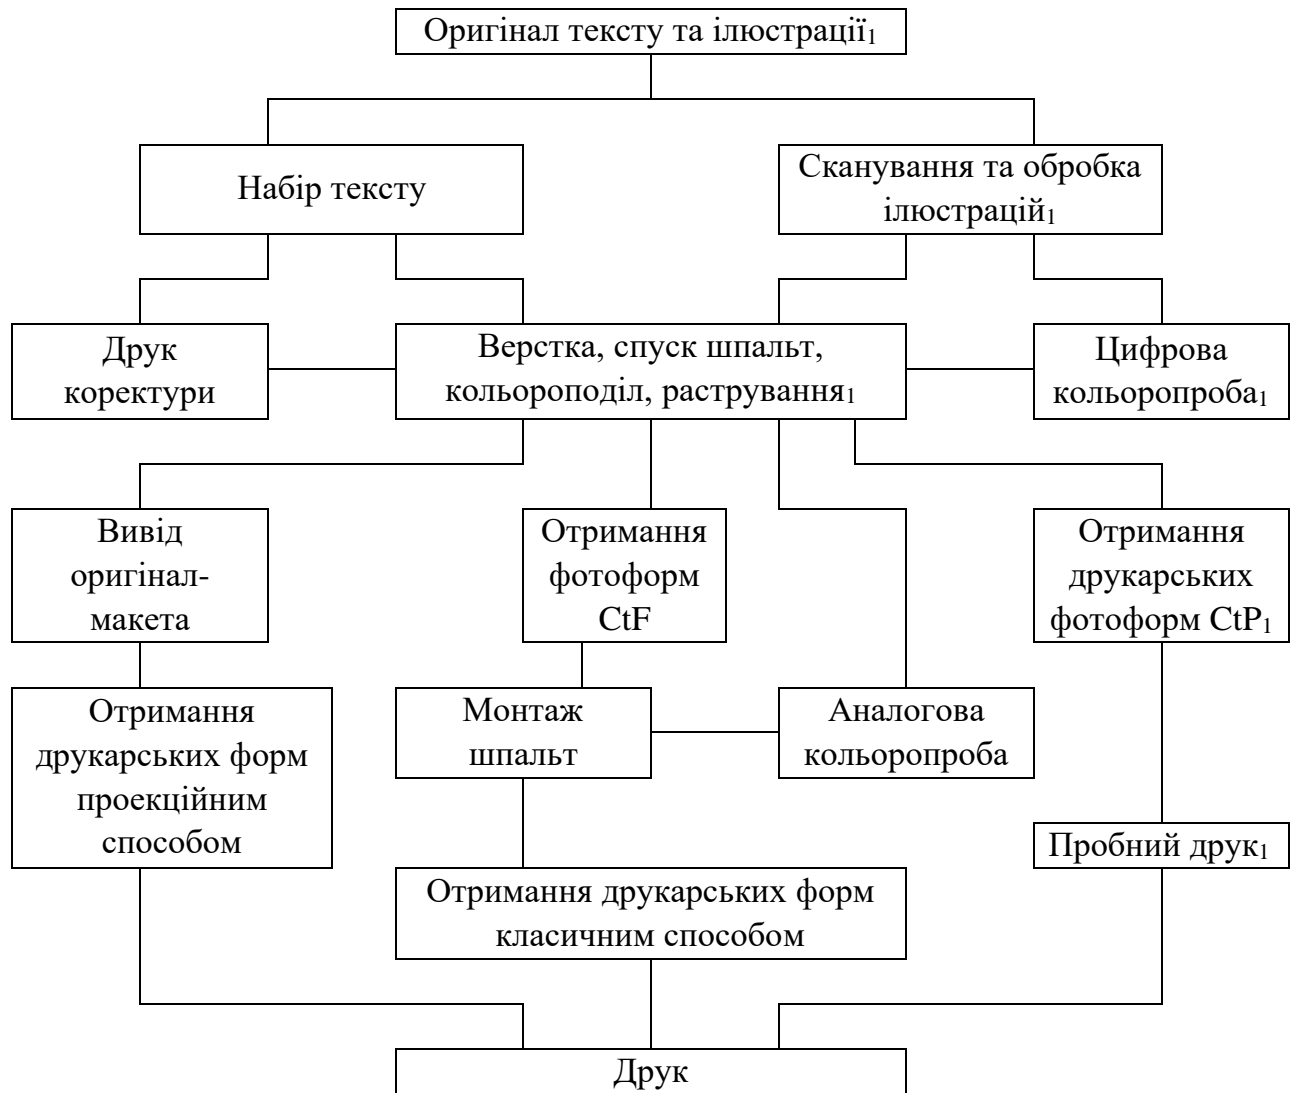 Оригінал тексту та ілюстрації₁
Набір тексту
Сканування та обробка
ілюстрацій₁
Друк
коректури
Верстка, спуск шпальт,
кольороподіл, растрування₁
Цифрова
кольоропроба₁
Вивід
оригінал-
макета
Отримання
фотоформ
CtF
Отримання
друкарських
фотоформ CtP₁
Отримання
друкарських форм
проекційним
способом
Монтаж
шпальт
Аналогова
кольоропроба
Пробний друк₁
Отримання друкарських форм
класичним способом
Друк